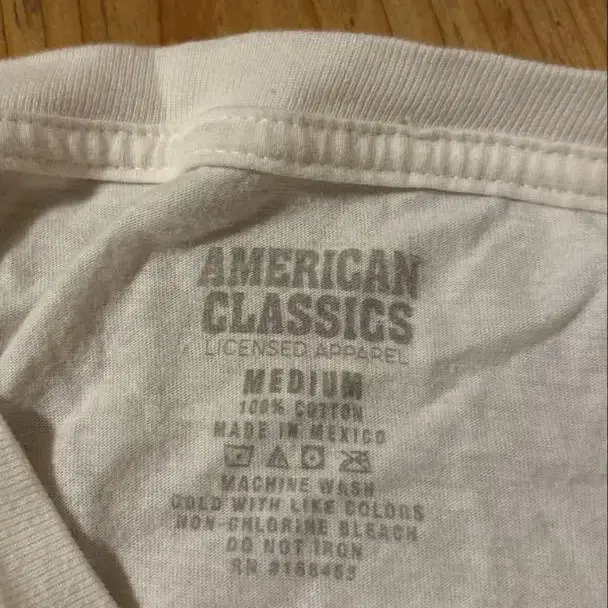 AMERICAN
CLASSICS
LICENSED APPAREL
MEDIUM
100% COTTON
MADE IN MEXICO
MACHINE WASH
COLD WITH LIKE COLORS
NON-CHLORINE BLEACH
DO NOT IRON
RN